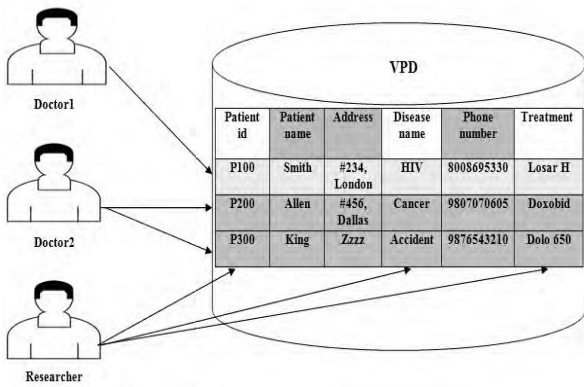 VPD
Doctor1
Patient id Patient name Address Disease name Phone number Treatment
P100 Smith #234, London HIV 8008695330 Losar H
P200 Allen #456, Dallas Cancer 9807070605 Doxobid
Doctor2
P300 King Zzzz Accident 9876543210 Dolo 650
Researcher